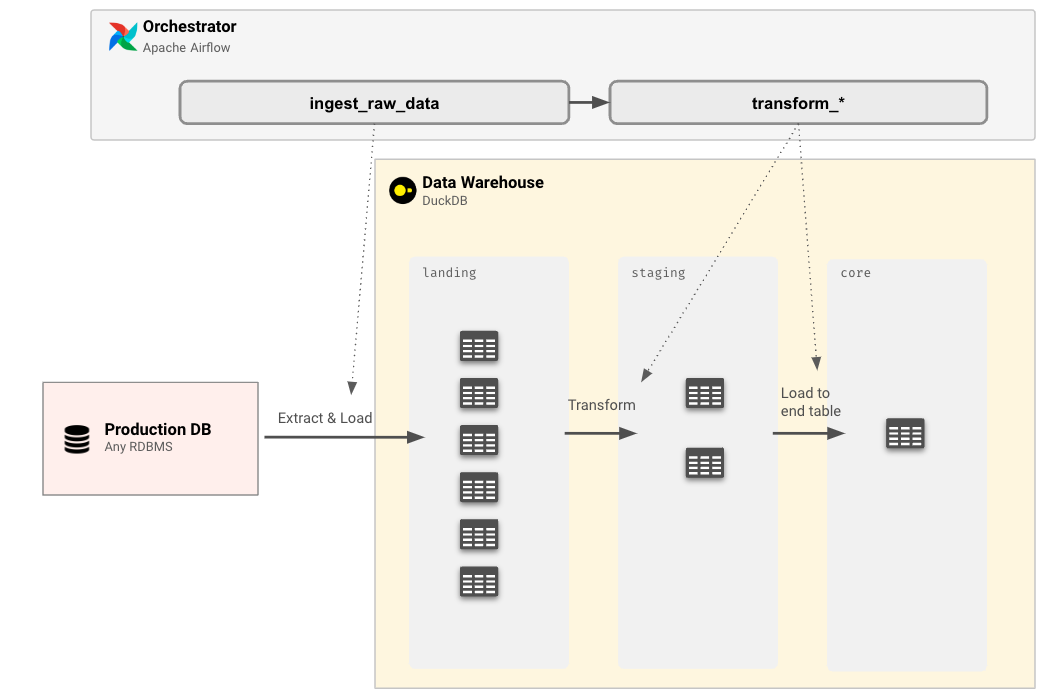 Orchestrator
Apache Airflow
ingest_raw_data
transform_*
Data Warehouse
DuckDB
landing
staging
core
Production DB
Any RDBMS
Extract & Load
Transform
Load to
end table